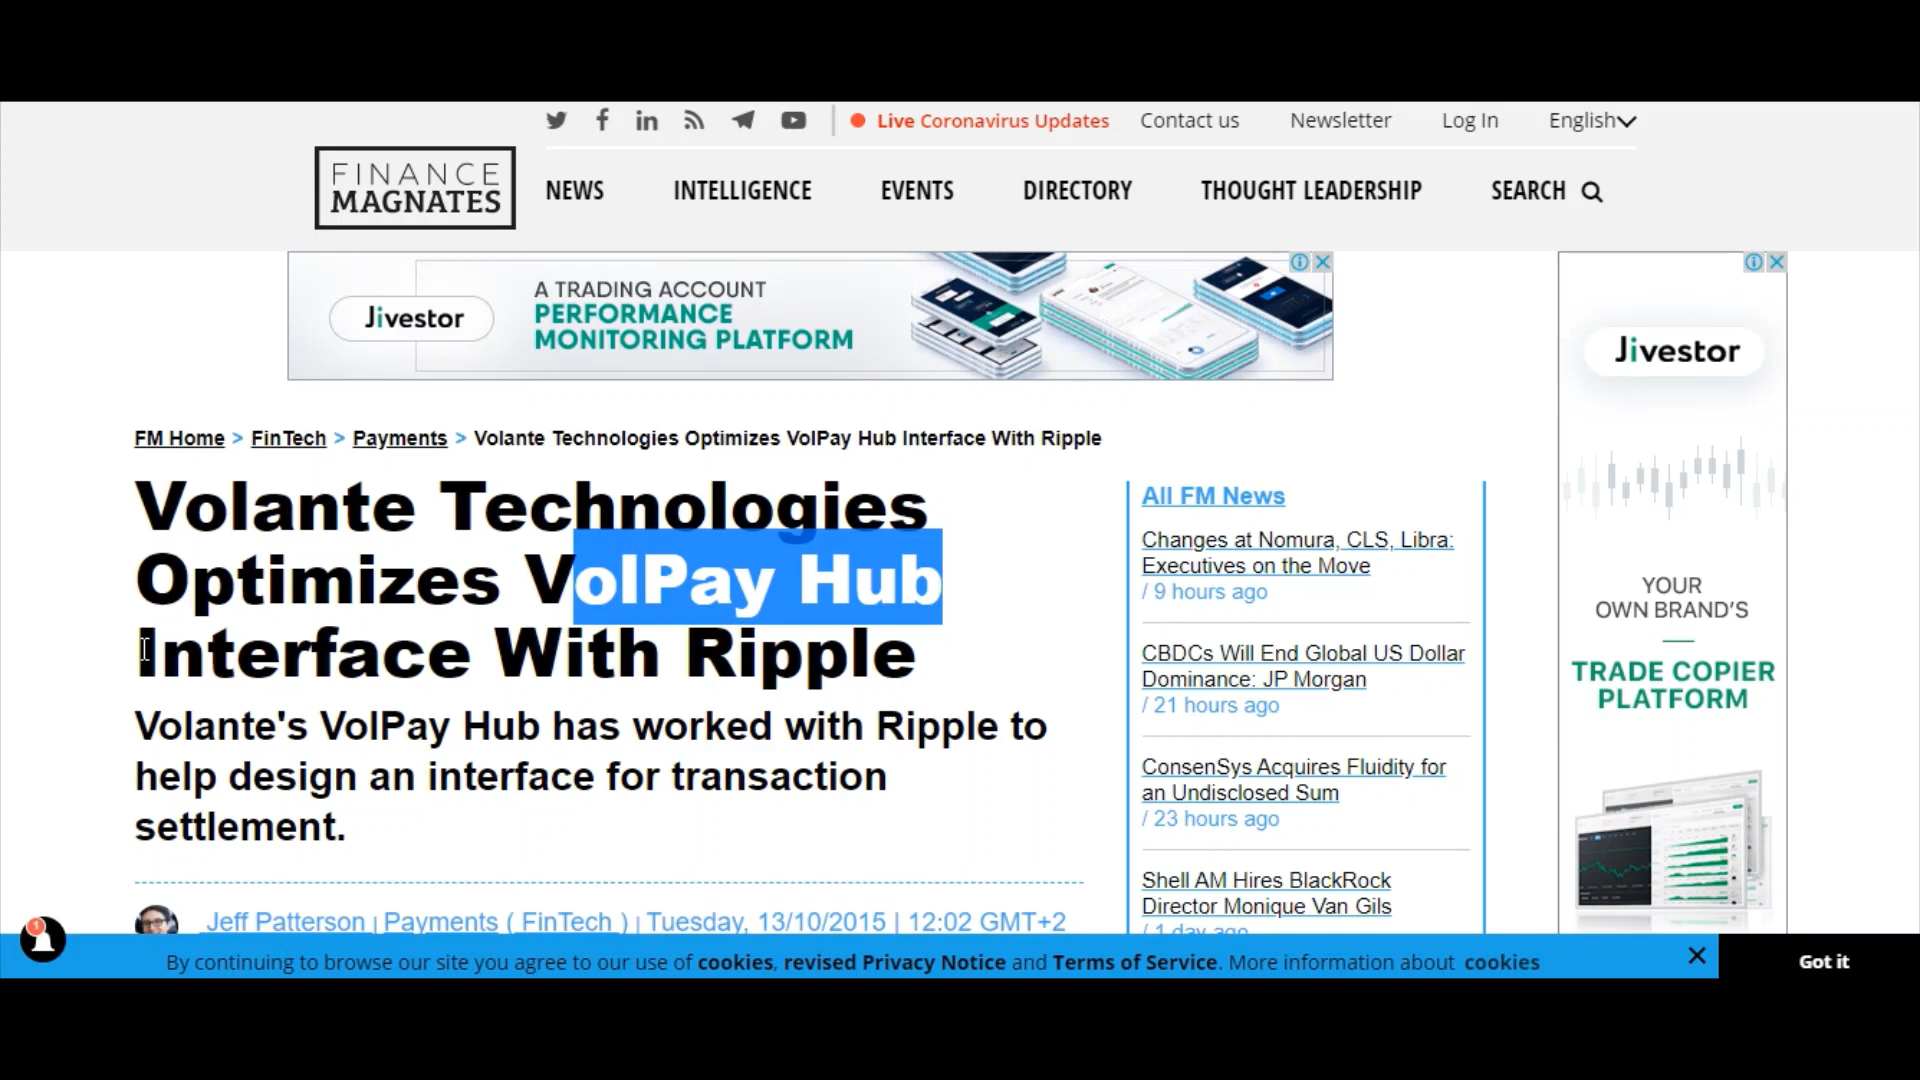 Live Coronavirus Updates
Contact us
Newsletter
Log In
English
FINANCE
MAGNATES
NEWS
INTELLIGENCE
EVENTS
DIRECTORY
THOUGHT LEADERSHIP
SEARCH
Jivestor
A TRADING ACCOUNT
PERFORMANCE
MONITORING PLATFORM
FM Home > FinTech > Payments > Volante Technologies Optimizes VolPay Hub Interface With Ripple
Volante Technologies
Optimizes VolPay Hub
Interface With Ripple
Volante's VolPay Hub has worked with Ripple to
help design an interface for transaction
settlement.
Jeff Patterson | Payments ( FinTech ) | Tuesday, 13/10/2015 | 12:02 GMT+2
All FM News
Changes at Nomura, CLS, Libra:
Executives on the Move
/ 9 hours ago
CBDCs Will End Global US Dollar
Dominance: JP Morgan
/ 21 hours ago
ConsenSys Acquires Fluidity for
an Undisclosed Sum
/ 23 hours ago
Shell AM Hires BlackRock
Director Monique Van Gils
/ 1 day ago
Jivestor
YOUR
OWN BRAND'S
TRADE COPIER
PLATFORM
1
By continuing to browse our site you agree to our use of cookies, revised Privacy Notice and Terms of Service. More information about cookies
Got it